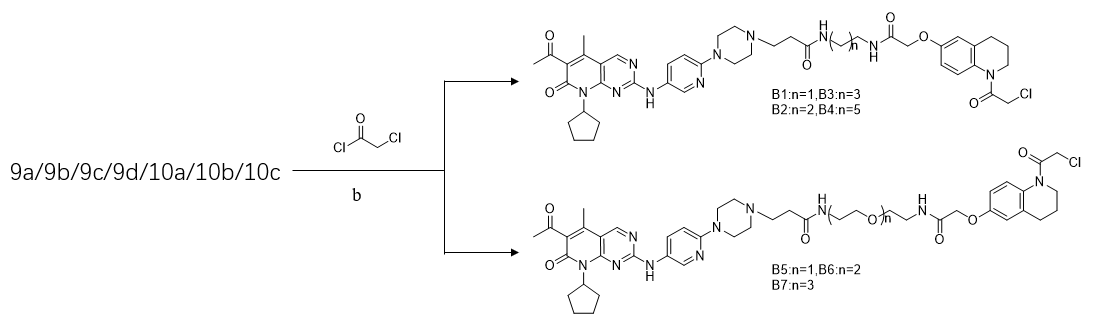 9a/9b/9c/9d/10a/10b/10c
O
Cl
Cl
b
O
O
N
N
N
N
H
N
N
N
O
H
N
n
N
H
O
O
N
O
Cl
B1:n=1,B3:n=3
B2:n=2,B4:n=5
O
O
N
N
N
N
H
N
N
N
O
H
N
O
n
H
N
O
O
N
O
Cl
B5:n=1,B6:n=2
B7:n=3